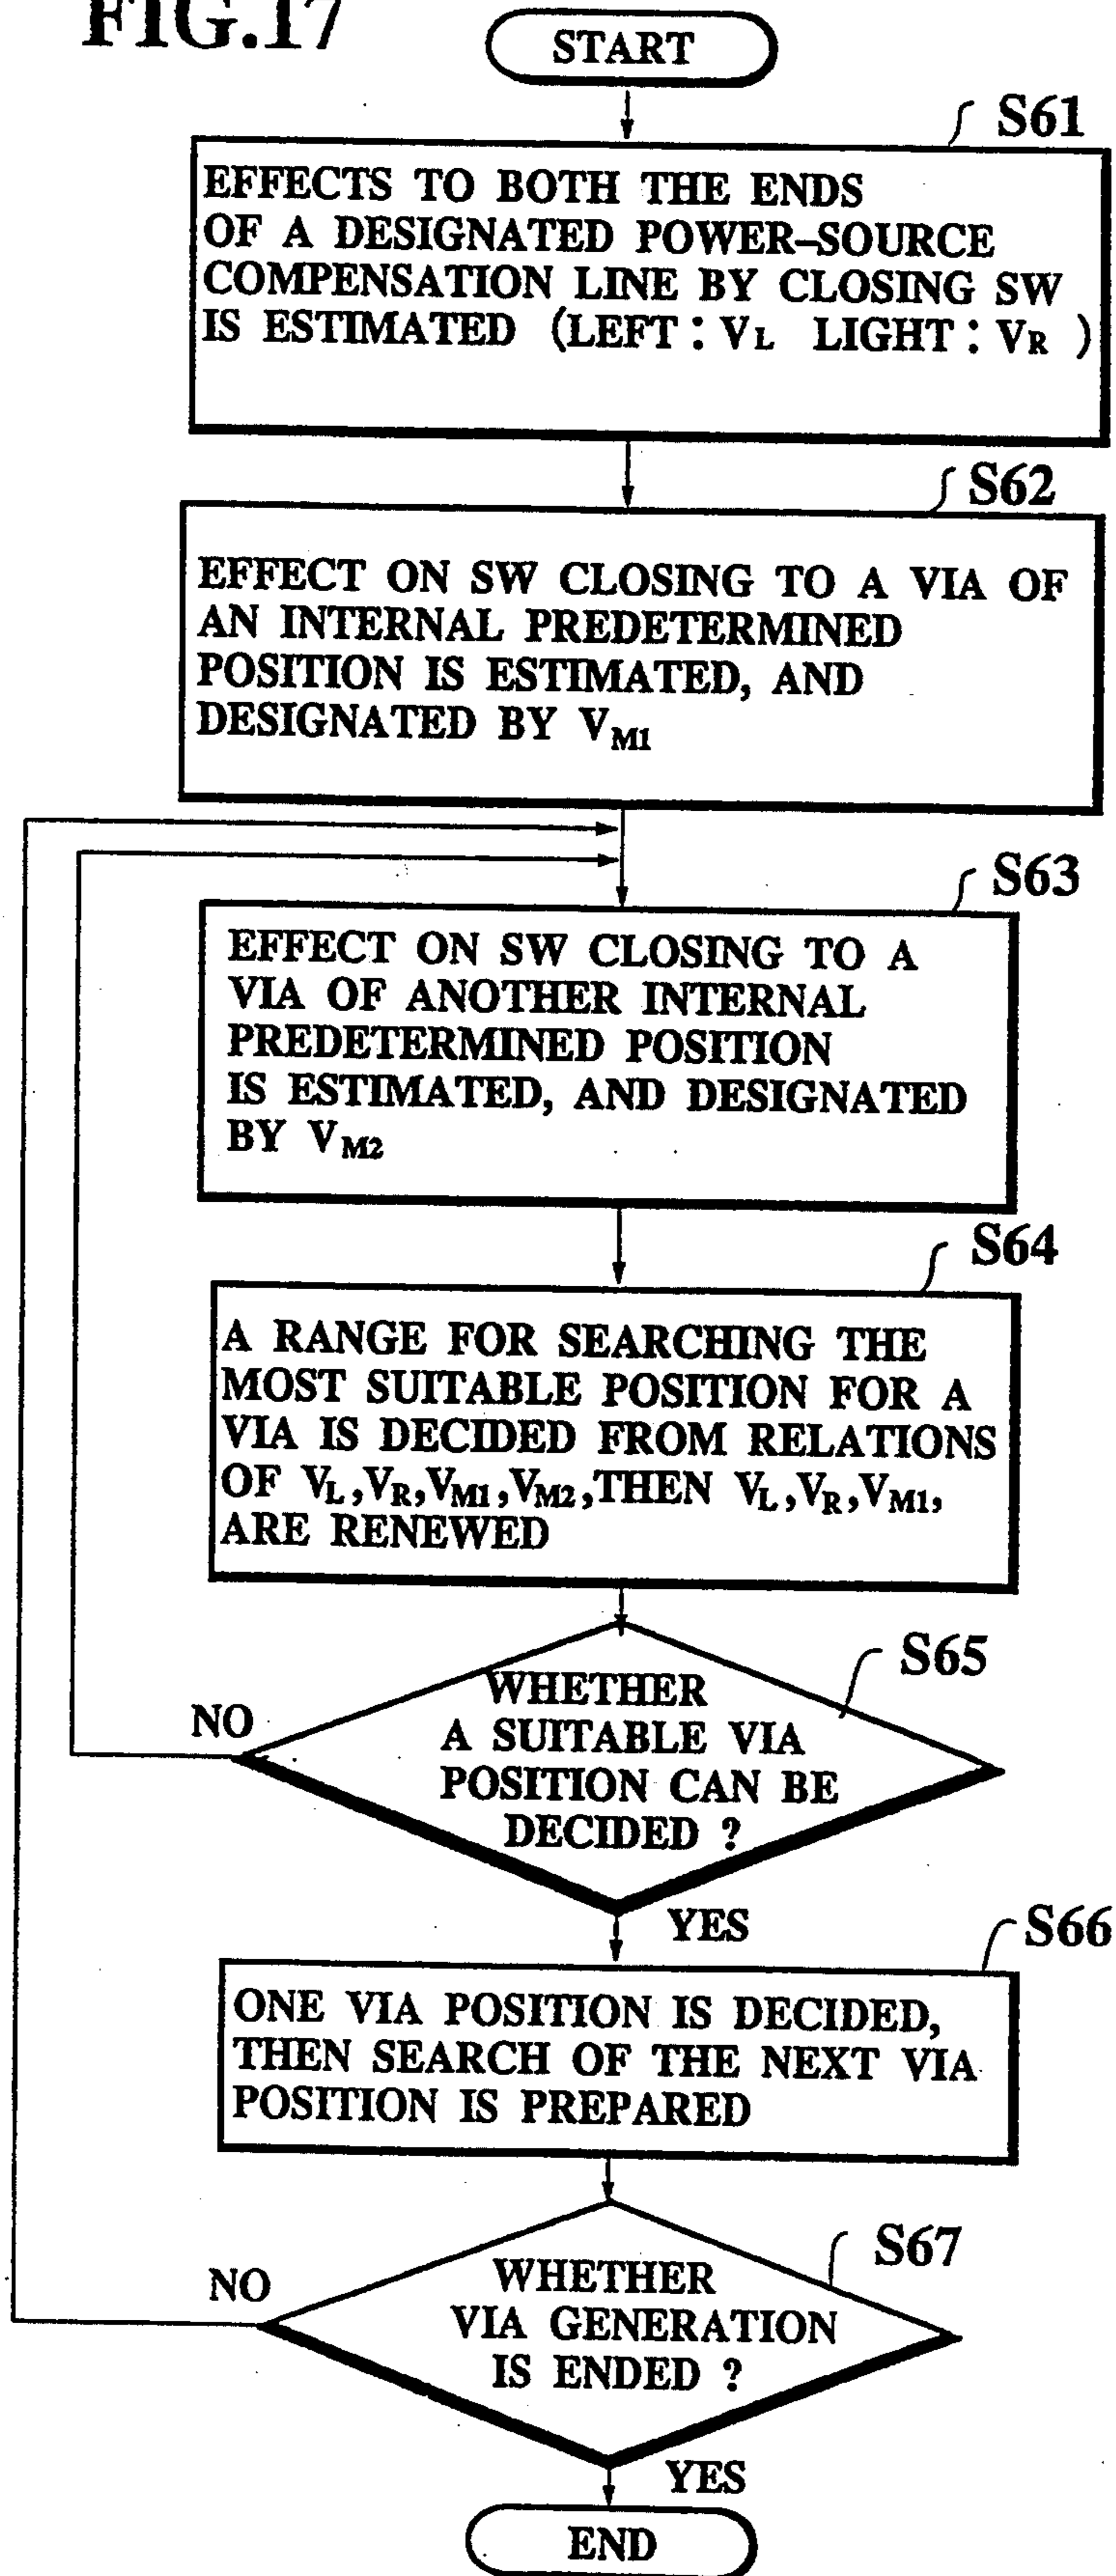 FIG.17
START
S61
EFFECTS TO BOTH THE ENDS
OF A DESIGNATED POWER-SOURCE
COMPENSATION LINE BY CLOSING SW
IS ESTIMATED (LEFT : VL LIGHT : VR )
S62
EFFECT ON SW CLOSING TO A VIA OF
AN INTERNAL PREDETERMINED
POSITION IS ESTIMATED, AND
DESIGNATED BY VM1
S63
EFFECT ON SW CLOSING TO A
VIA OF ANOTHER INTERNAL
PREDETERMINED POSITION
IS ESTIMATED, AND DESIGNATED
BY VM2
S64
A RANGE FOR SEARCHING THE
MOST SUITABLE POSITION FOR A
VIA IS DECIDED FROM RELATIONS
OF VL,VR,VM1,VM2,THEN VL,VR,VM1,
ARE RENEWED
S65
NO
WHETHER
A SUITABLE VIA
POSITION CAN BE
DECIDED ?
YES
S66
ONE VIA POSITION IS DECIDED,
THEN SEARCH OF THE NEXT VIA
POSITION IS PREPARED
S67
NO
WHETHER
VIA GENERATION
IS ENDED ?
YES
END